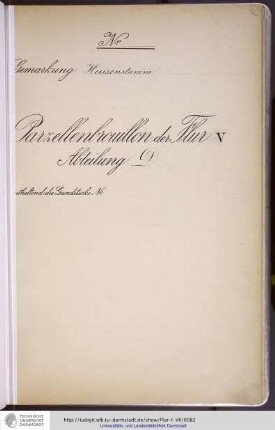 No
Gemarkung Heusenstamm
Parzellenbrouillon der Flur V
Abteilung D
enthaltend die Grundstücke No
TECHNISCHE
UNIVERSITÄT
DARMSTADT
http://tudigit.ulb.tu-darmstadt.de/show/Flur-I-VII/0082
Universitäts- und Landesbibliothek Darmstadt